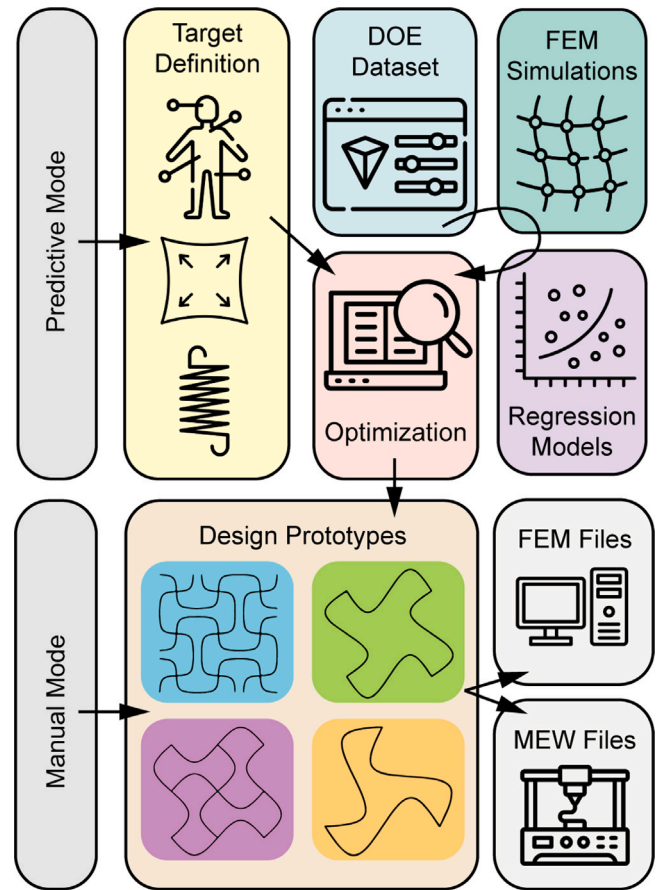 Predictive Mode
Target
Definition
DOE
Dataset
FEM
Simulations
Optimization
Regression
Models
Manual Mode
Design Prototypes
FEM Files
MEW Files